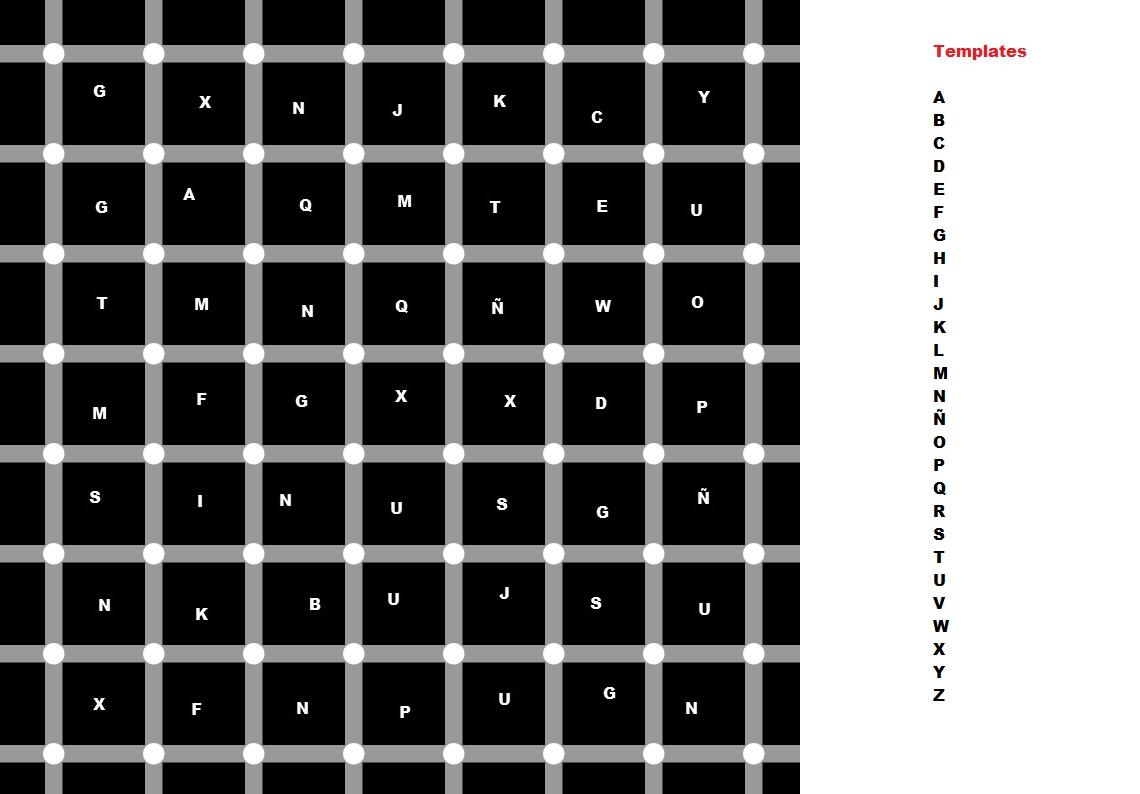 G X N J K C Y
G A Q M T E U
T M N Q Ñ W O
M F G X X D P
S I N U S G Ñ
N K B U J S U
X F N P U G N
Templates
A
B
C
D
E
F
G
H
I
J
K
L
M
N
Ñ
O
P
Q
R
S
T
U
V
W
X
Y
Z